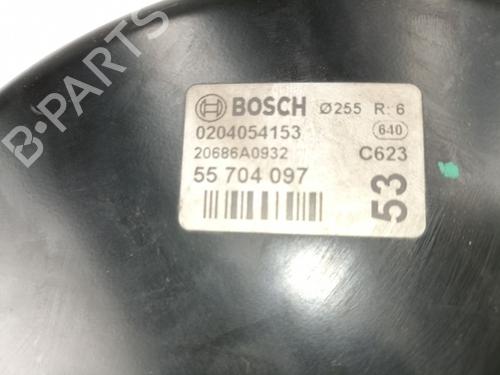 BOSCH Ø255 R:6
0204054153 640
20686A0932 C623
55 704 097
53
B-PARTS